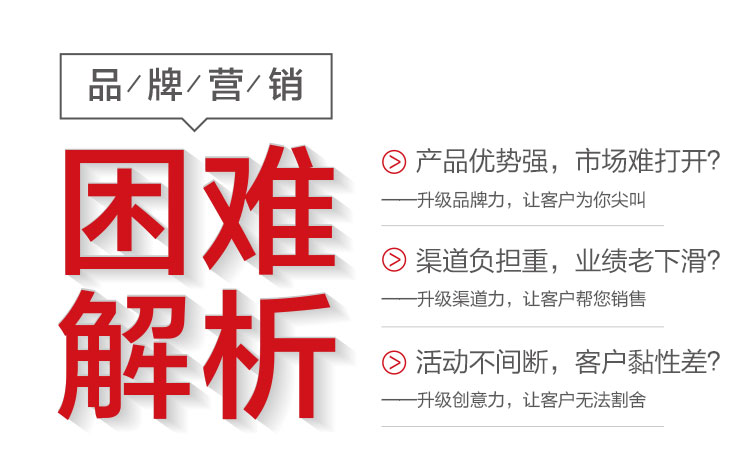 品/牌/营/销
困难
解析
产品优势强，市场难打开?
——升级品牌力，让客户为你尖叫
渠道负担重，业绩老下滑?
——升级渠道力，让客户帮您销售
活动不间断，客户黏性差?
——升级创意力，让客户无法割舍